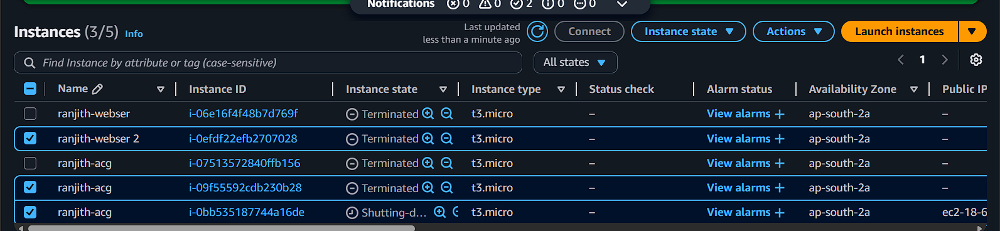 Notifications 0 0 2 0 0
Instances (3/5) Info
Last updated
less than a minute ago
Connect
Instance state
Actions
Launch instances
Find Instance by attribute or tag (case-sensitive)
All states
1
Name Instance ID Instance state Instance type Status check Alarm status Availability Zone Public IP
ranjith-webser i-06e16f4f48b7d769f Terminated t3.micro – View alarms + ap-south-2a –
ranjith-webser 2 i-0efdf22efb2707028 Terminated t3.micro – View alarms + ap-south-2a –
ranjith-acg i-07513572840ffb156 Terminated t3.micro – View alarms + ap-south-2a –
ranjith-acg i-09f55592cdb230b28 Terminated t3.micro – View alarms + ap-south-2a –
ranjith-acg i-0bb535187744a16de Shutting-d... t3.micro – View alarms + ap-south-2a ec2-18-6